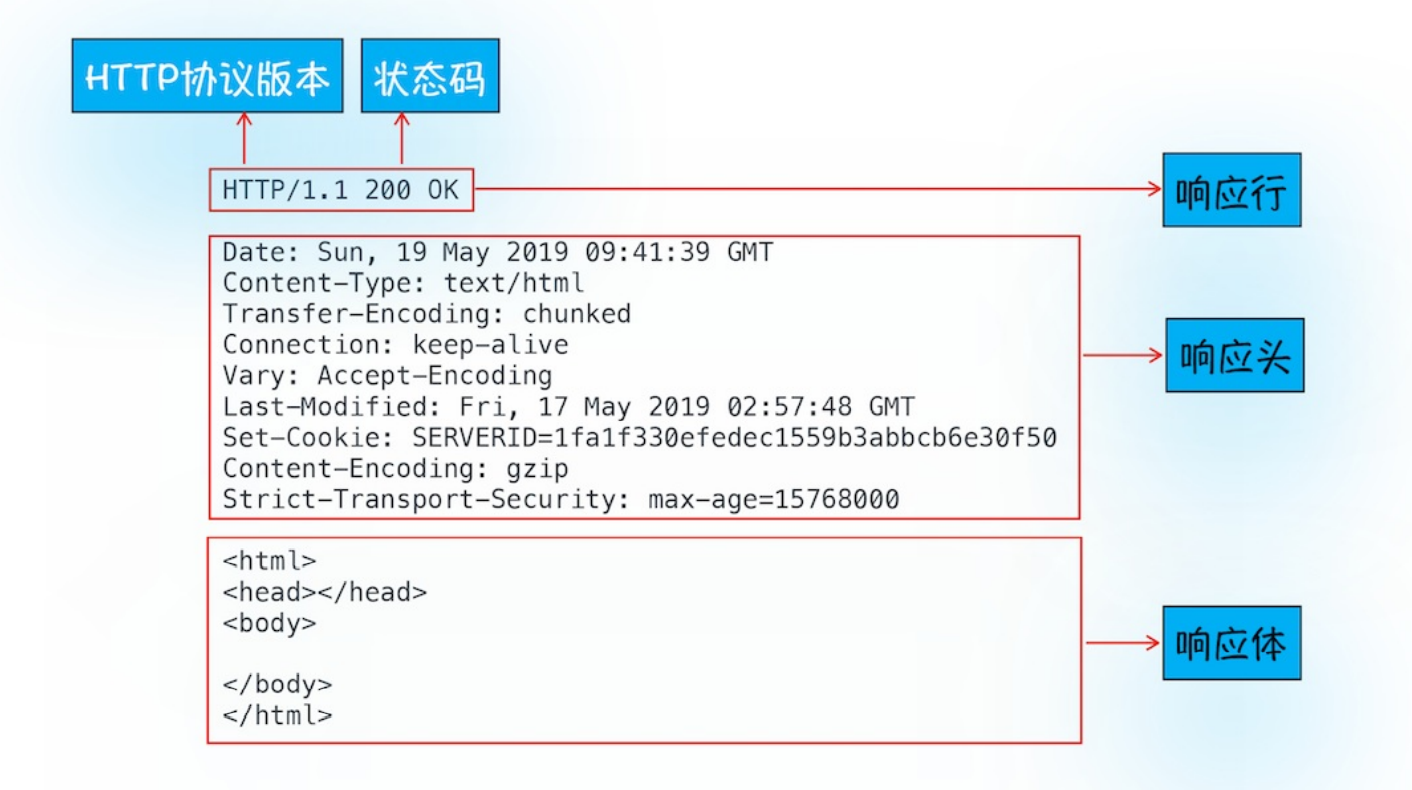 HTTP协议版本 状态码
HTTP/1.1 200 OK
响应行
Date: Sun, 19 May 2019 09:41:39 GMT
Content-Type: text/html
Transfer-Encoding: chunked
Connection: keep-alive
Vary: Accept-Encoding
Last-Modified: Fri, 17 May 2019 02:57:48 GMT
Set-Cookie: SERVERID=1fa1f330efedec1559b3abbcb6e30f50
Content-Encoding: gzip
Strict-Transport-Security: max-age=15768000
响应头
<html>
<head></head>
<body>
</body>
</html>
响应体